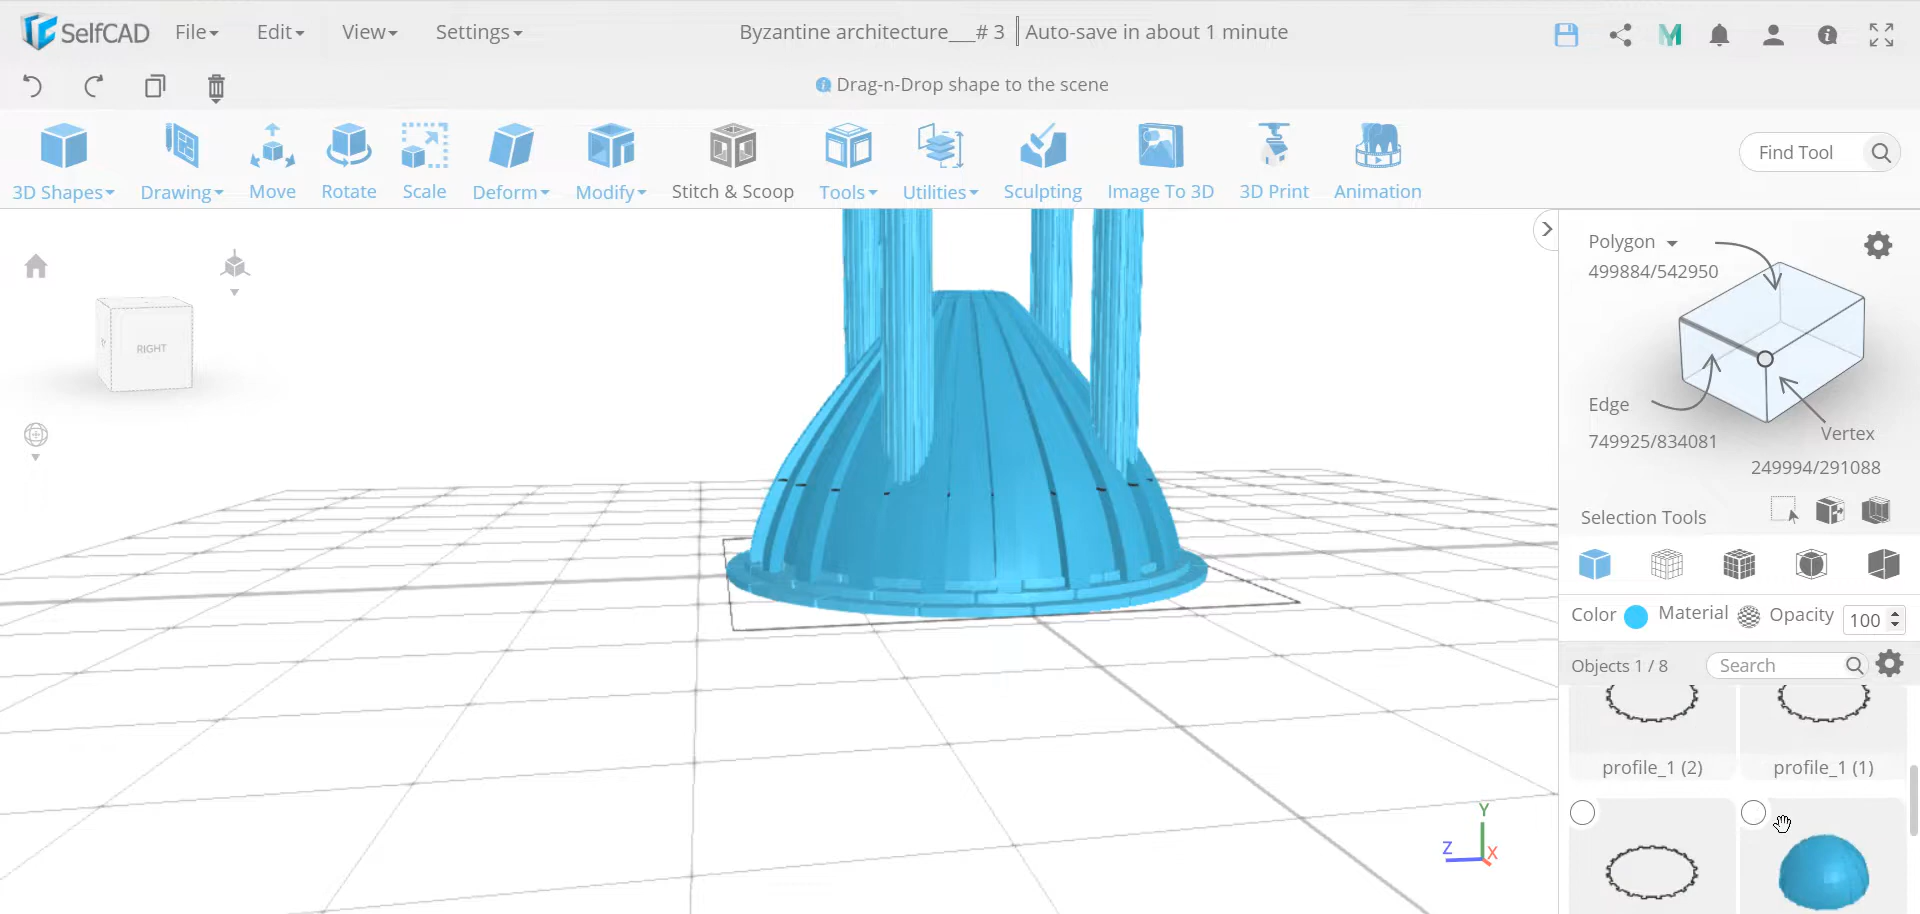 SelfCAD File Edit View Settings Byzantine architecture___# 3 Auto-save in about 1 minute
Drag-n-Drop shape to the scene
3D Shapes Drawing Move Rotate Scale Deform Modify Stitch & Scoop Tools Utilities Sculpting Image To 3D 3D Print Animation Find Tool
RIGHT
Polygon
499884/542950
Edge
749925/834081
Vertex
249994/291088
Selection Tools
Color Material Opacity 100
Objects 1 / 8 Search
profile_1 (2) profile_1 (1)
Y
Z X